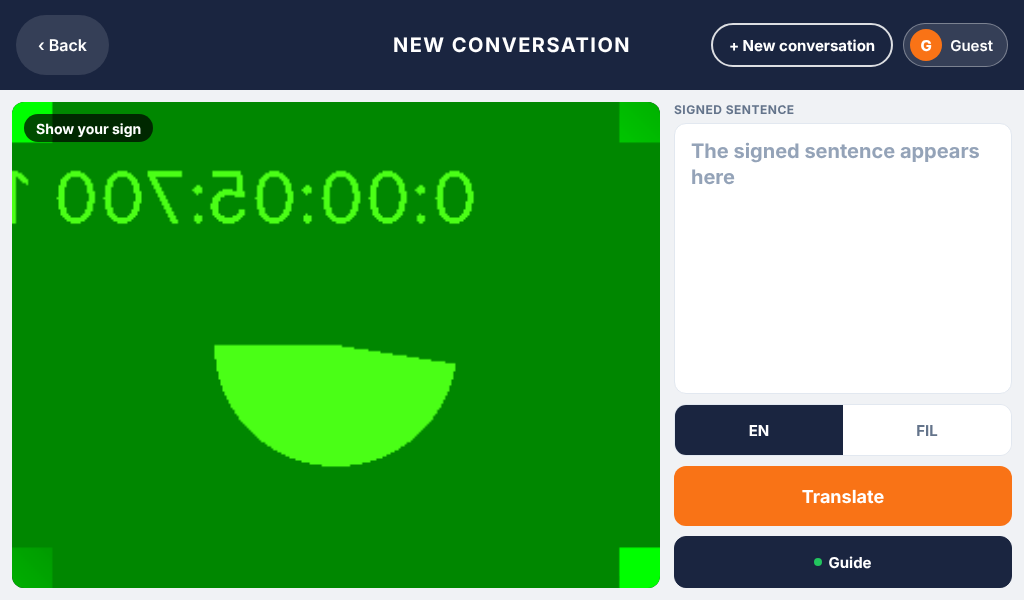 ‹ Back
NEW CONVERSATION
+ New conversation
G Guest
Show your sign
0:00:05:700
SIGNED SENTENCE
The signed sentence appears
here
EN
FIL
Translate
Guide